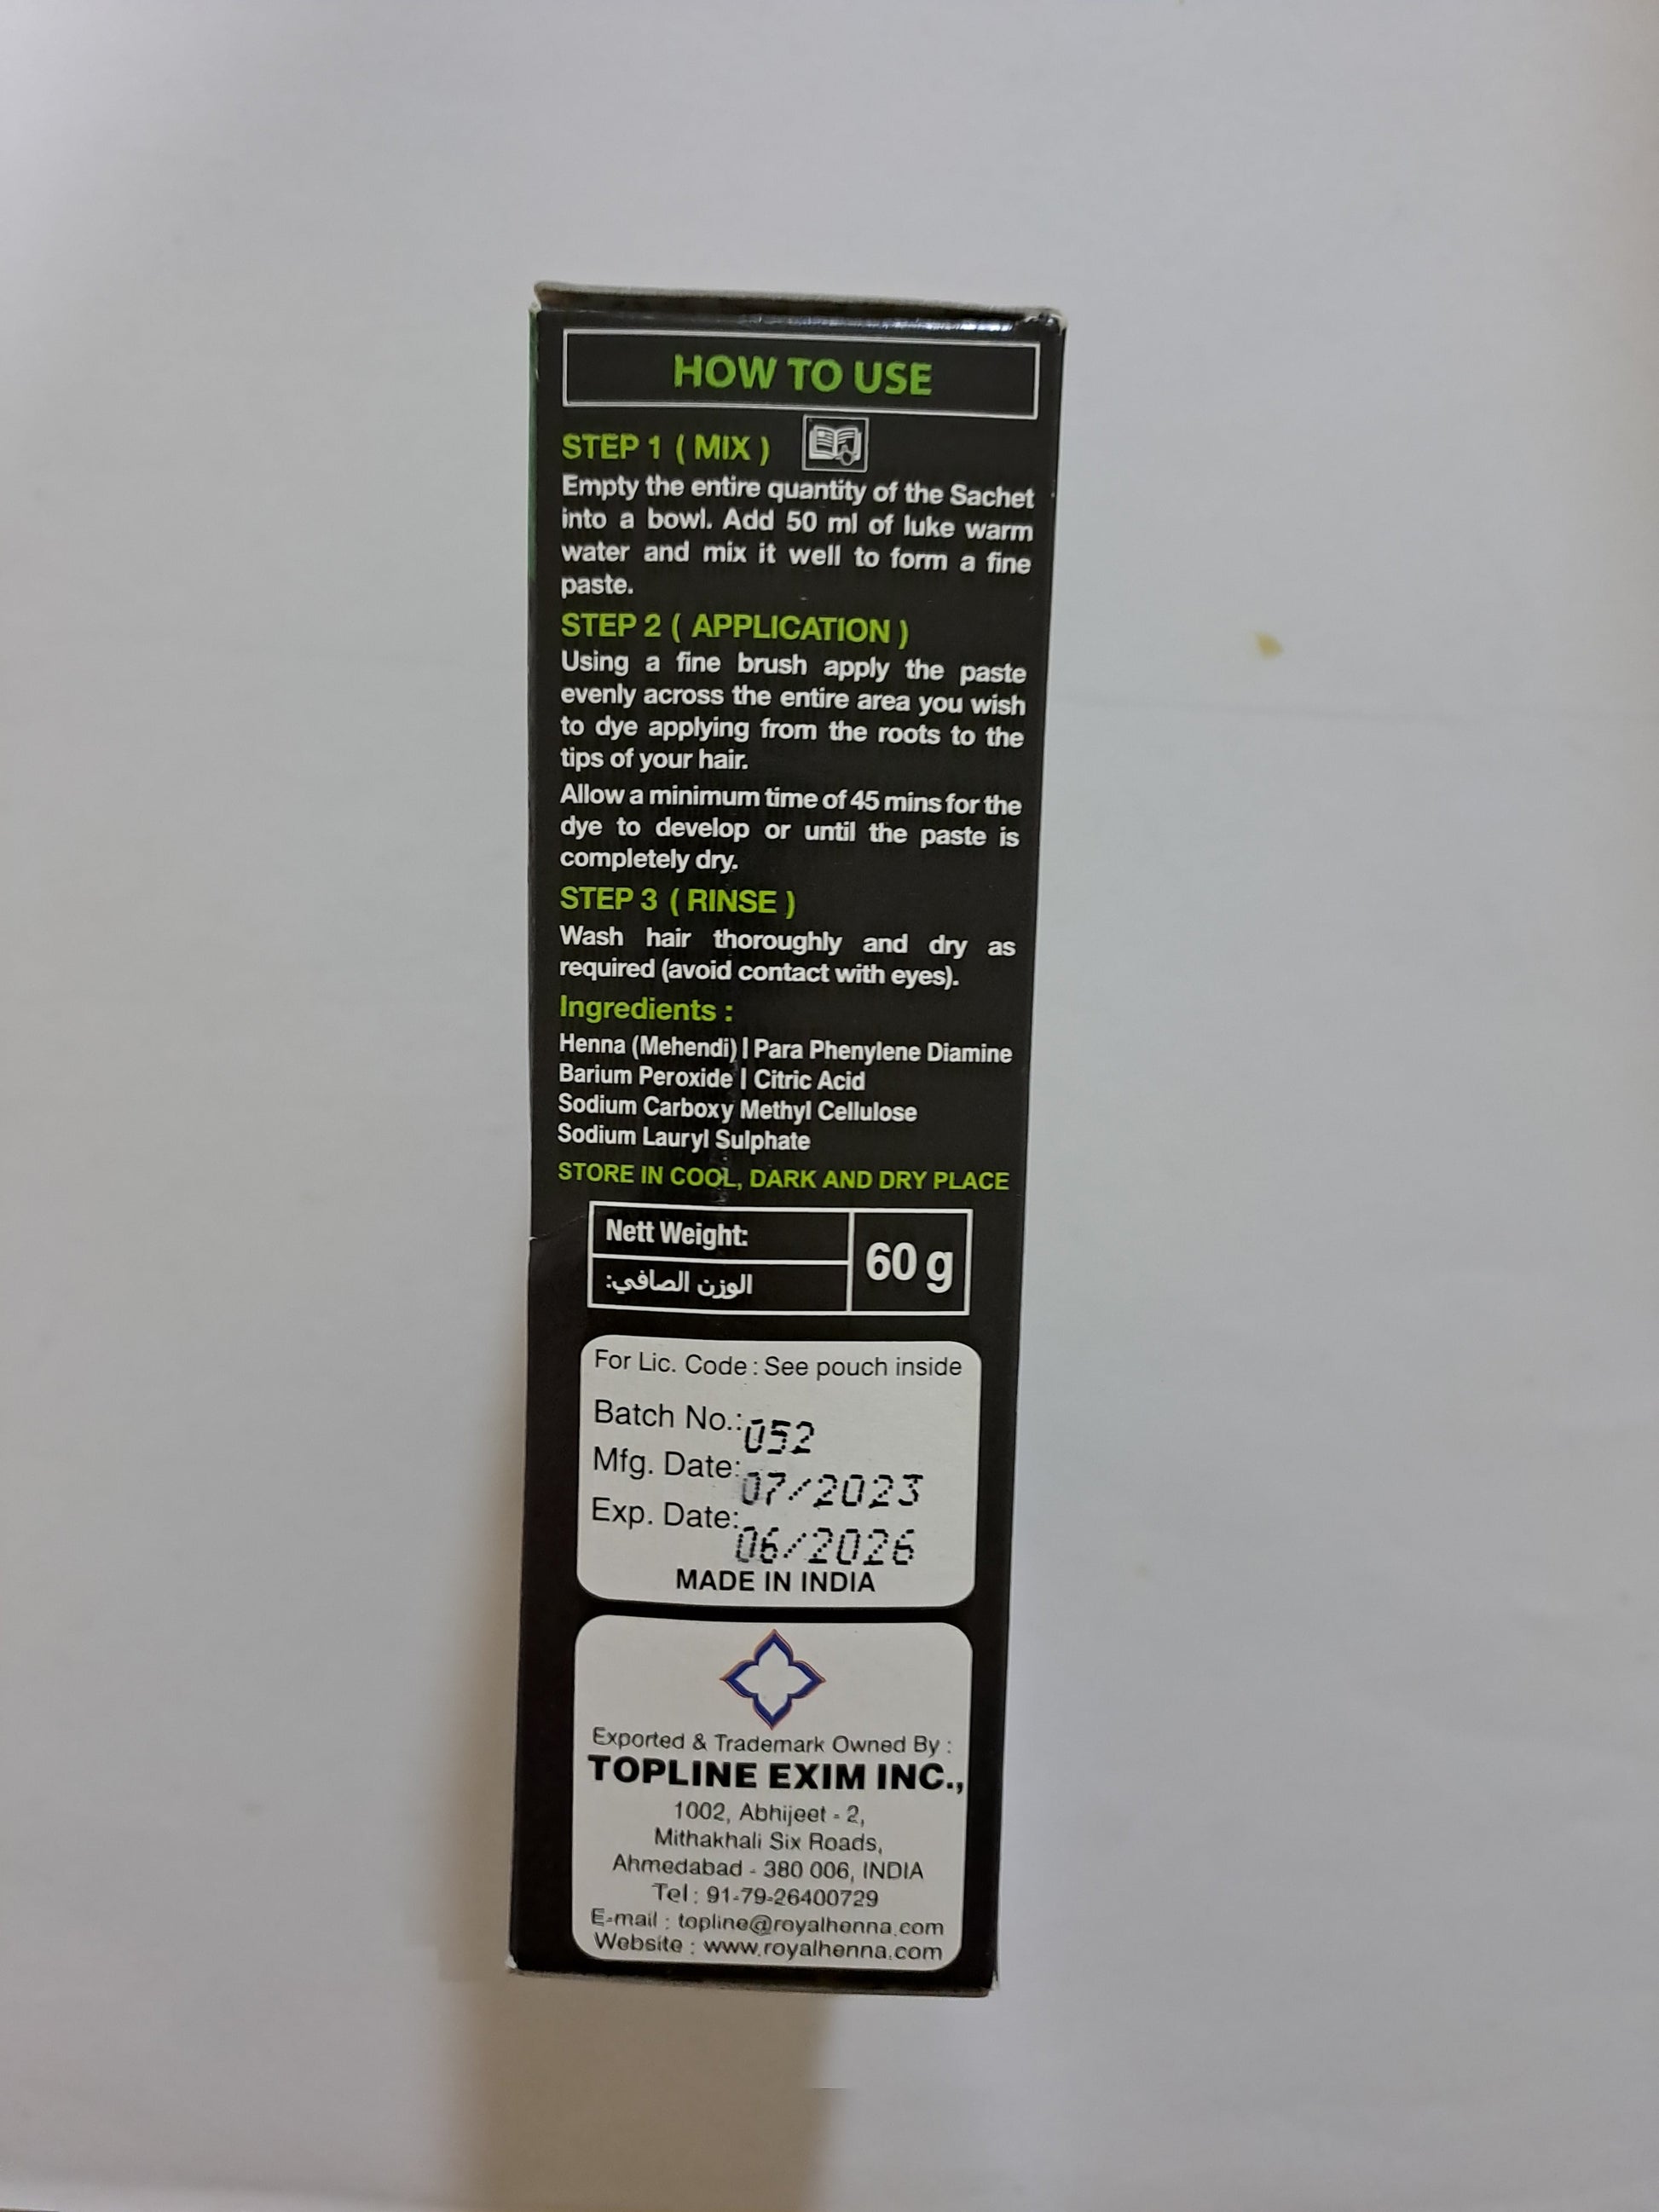 HOW TO USE
STEP 1 ( MIX )
Empty the entire quantity of the Sachet
into a bowl. Add 50 ml of luke warm
water and mix it well to form a fine
paste.
STEP 2 ( APPLICATION )
Using a fine brush apply the paste
evenly across the entire area you wish
to dye applying from the roots to the
tips of your hair.
Allow a minimum time of 45 mins for the
dye to develop or until the paste is
completely dry.
STEP 3 ( RINSE )
Wash hair thoroughly and dry as
required (avoid contact with eyes).
Ingredients :
Henna (Mehendi) | Para Phenylene Diamine
Barium Peroxide | Citric Acid
Sodium Carboxy Methyl Cellulose
Sodium Lauryl Sulphate
STORE IN COOL, DARK AND DRY PLACE
Nett Weight:
الوزن الصافي:
60 g
For Lic. Code : See pouch inside
Batch No.: 052
Mfg. Date: 07/2023
Exp. Date: 06/2026
MADE IN INDIA
Exported & Trademark Owned By :
TOPLINE EXIM INC.,
1002, Abhijeet - 2,
Mithakhali Six Roads,
Ahmedabad - 380 006, INDIA
Tel : 91-79-26400729
E-mail : topline@royalhenna.com
Website : www.royalhenna.com